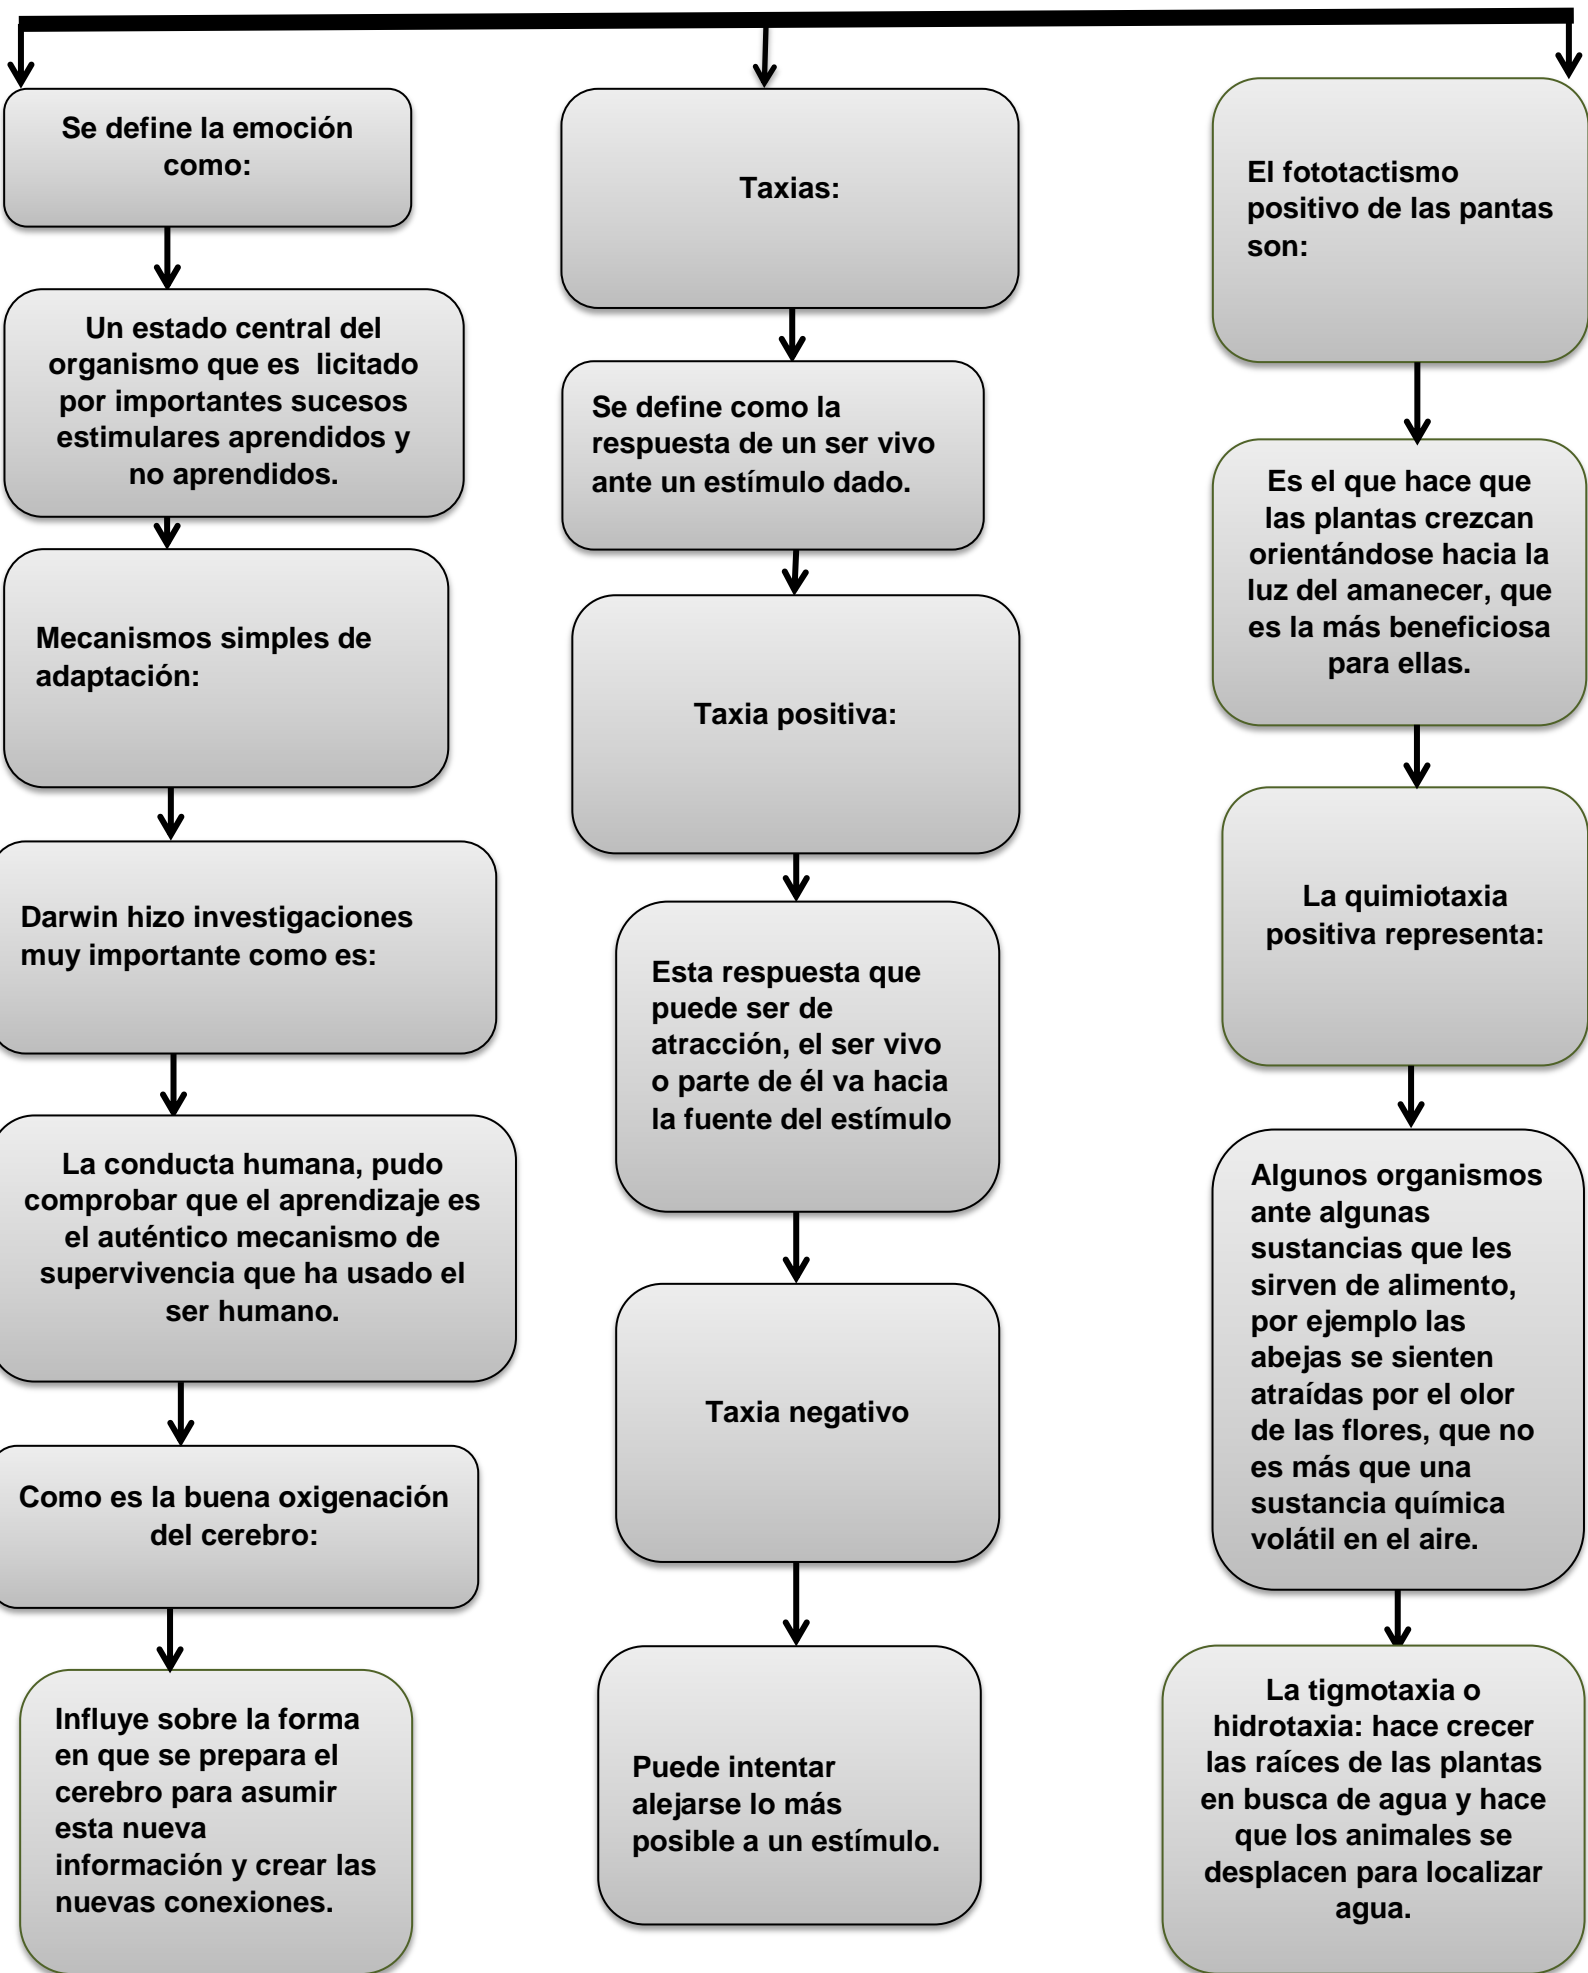 Se define la emoción
como:
Un estado central del
organismo que es licitado
por importantes sucesos
estimulares aprendidos y
no aprendidos.
Mecanismos simples de
adaptación:
Darwin hizo investigaciones
muy importante como es:
La conducta humana, pudo
comprobar que el aprendizaje es
el auténtico mecanismo de
supervivencia que ha usado el
ser humano.
Como es la buena oxigenación
del cerebro:
Influye sobre la forma
en que se prepara el
cerebro para asumir
esta nueva
información y crear las
nuevas conexiones.
Taxias:
Se define como la
respuesta de un ser vivo
ante un estímulo dado.
Taxia positiva:
Esta respuesta que
puede ser de
atracción, el ser vivo
o parte de él va hacia
la fuente del estímulo
Taxia negativo
Puede intentar
alejarse lo más
posible a un estímulo.
El fototactismo
positivo de las pantas
son:
Es el que hace que
las plantas crezcan
orientándose hacia la
luz del amanecer, que
es la más beneficiosa
para ellas.
La quimiotaxia
positiva representa:
Algunos organismos
ante algunas
sustancias que les
sirven de alimento,
por ejemplo las
abejas se sienten
atraídas por el olor
de las flores, que no
es más que una
sustancia química
volátil en el aire.
La tigmotaxia o
hidrotaxia: hace crecer
las raíces de las plantas
en busca de agua y hace
que los animales se
desplacen para localizar
agua.